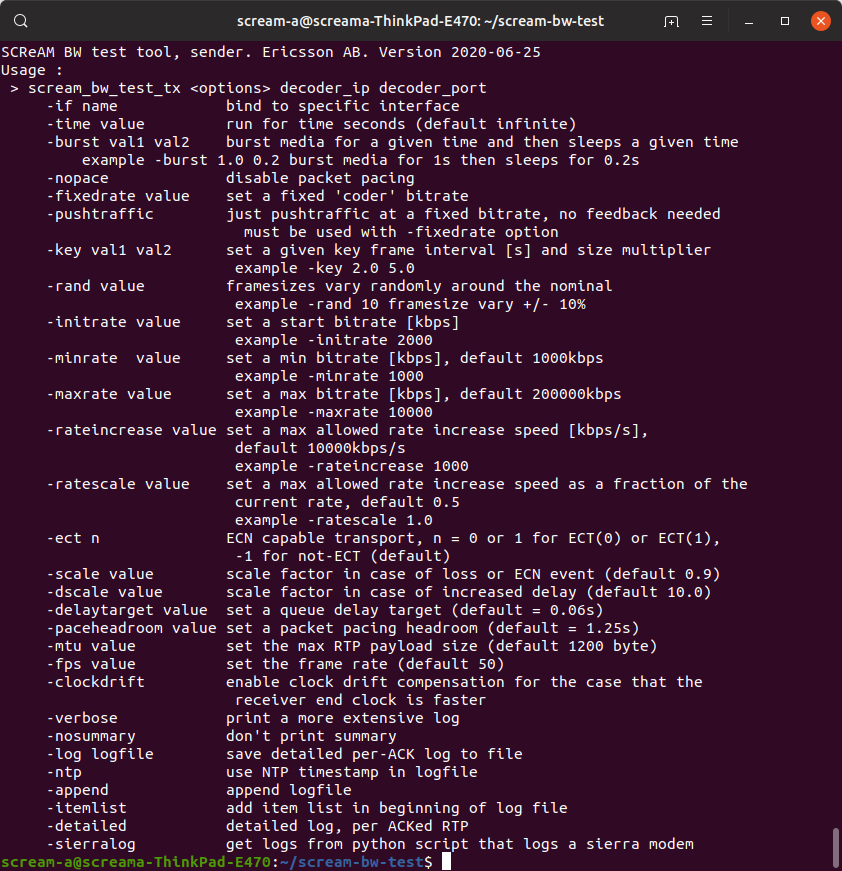 scream-a@screama-ThinkPad-E470: ~/scream-bw-test
SCReAM BW test tool, sender. Ericsson AB. Version 2020-06-25
Usage :
 > scream_bw_test_tx <options> decoder_ip decoder_port
     -if name            bind to specific interface
     -time value         run for time seconds (default infinite)
     -burst val1 val2    burst media for a given time and then sleeps a given time
         example -burst 1.0 0.2 burst media for 1s then sleeps for 0.2s
     -nopace             disable packet pacing
     -fixedrate value    set a fixed 'coder' bitrate
     -pushtraffic        just pushtraffic at a fixed bitrate, no feedback needed
                           must be used with -fixedrate option
     -key val1 val2      set a given key frame interval [s] and size multiplier
                          example -key 2.0 5.0
     -rand value         framesizes vary randomly around the nominal
                          example -rand 10 framesize vary +/- 10%
     -initrate value     set a start bitrate [kbps]
                          example -initrate 2000
     -minrate  value     set a min bitrate [kbps], default 1000kbps
                          example -minrate 1000
     -maxrate value      set a max bitrate [kbps], default 200000kbps
                          example -maxrate 10000
     -rateincrease value set a max allowed rate increase speed [kbps/s],
                          default 10000kbps/s
                          example -rateincrease 1000
     -ratescale value    set a max allowed rate increase speed as a fraction of the
                          current rate, default 0.5
                          example -ratescale 1.0
     -ect n              ECN capable transport, n = 0 or 1 for ECT(0) or ECT(1),
                          -1 for not-ECT (default)
     -scale value        scale factor in case of loss or ECN event (default 0.9)
     -dscale value       scale factor in case of increased delay (default 10.0)
     -delaytarget value  set a queue delay target (default = 0.06s)
     -paceheadroom value set a packet pacing headroom (default = 1.25s)
     -mtu value          set the max RTP payload size (default 1200 byte)
     -fps value          set the frame rate (default 50)
     -clockdrift         enable clock drift compensation for the case that the
                          receiver end clock is faster
     -verbose            print a more extensive log
     -nosummary          don't print summary
     -log logfile        save detailed per-ACK log to file
     -ntp                use NTP timestamp in logfile
     -append             append logfile
     -itemlist           add item list in beginning of log file
     -detailed           detailed log, per ACKed RTP
     -sierralog          get logs from python script that logs a sierra modem
scream-a@screama-ThinkPad-E470:~/scream-bw-test$